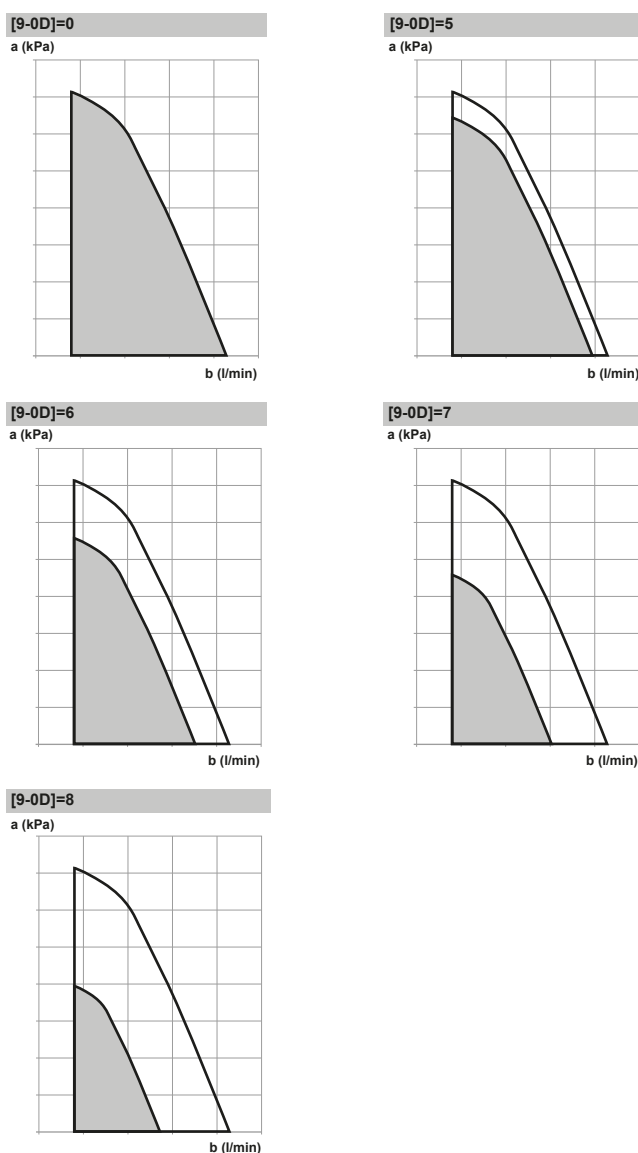 [9-0D]=0
a (kPa)
b (l/min)
[9-0D]=5
a (kPa)
b (l/min)
[9-0D]=6
a (kPa)
b (l/min)
[9-0D]=7
a (kPa)
b (l/min)
[9-0D]=8
a (kPa)
b (l/min)